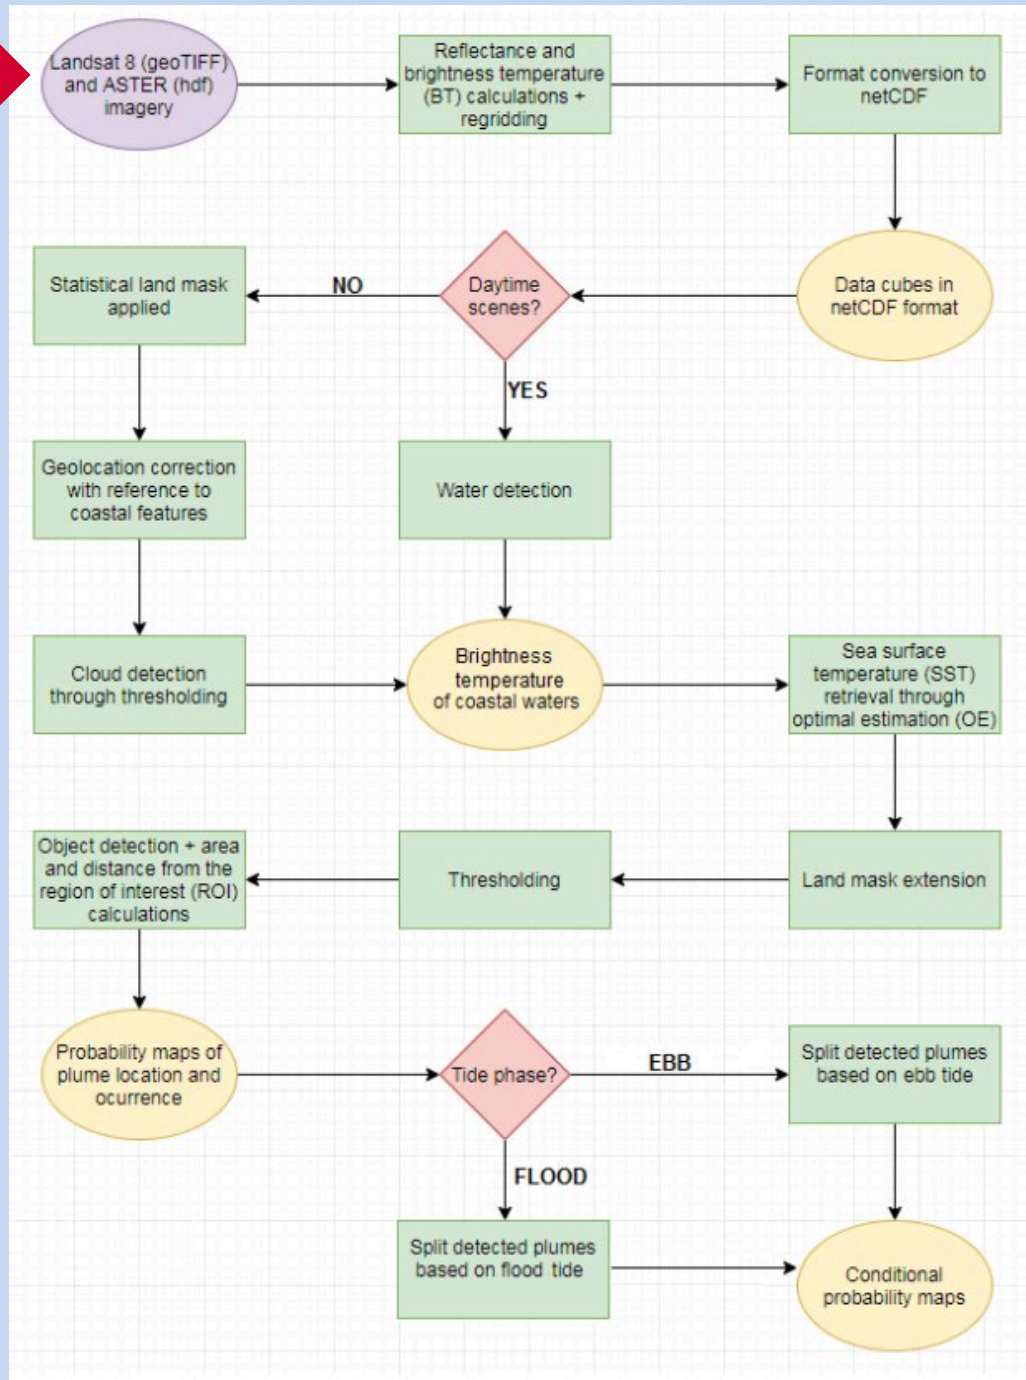 Landsat 8 (geoTIFF)
and ASTER (hdf)
imagery
Reflectance and
brightness temperature
(BT) calculations +
regridding
Format conversion to
netCDF
Statistical land mask
applied
NO
Daytime
scenes?
Data cubes in
netCDF format
YES
Geolocation correction
with reference to
coastal features
Water detection
Cloud detection
through thresholding
Brightness
temperature
of coastal waters
Sea surface
temperature (SST)
retrieval through
optimal estimation (OE)
Object detection + area
and distance from the
region of interest (ROI)
calculations
Thresholding
Land mask extension
Probability maps of
plume location and
ocurrence
Tide phase?
EBB
Split detected plumes
based on ebb tide
FLOOD
Split detected plumes
based on flood tide
Conditional
probability maps